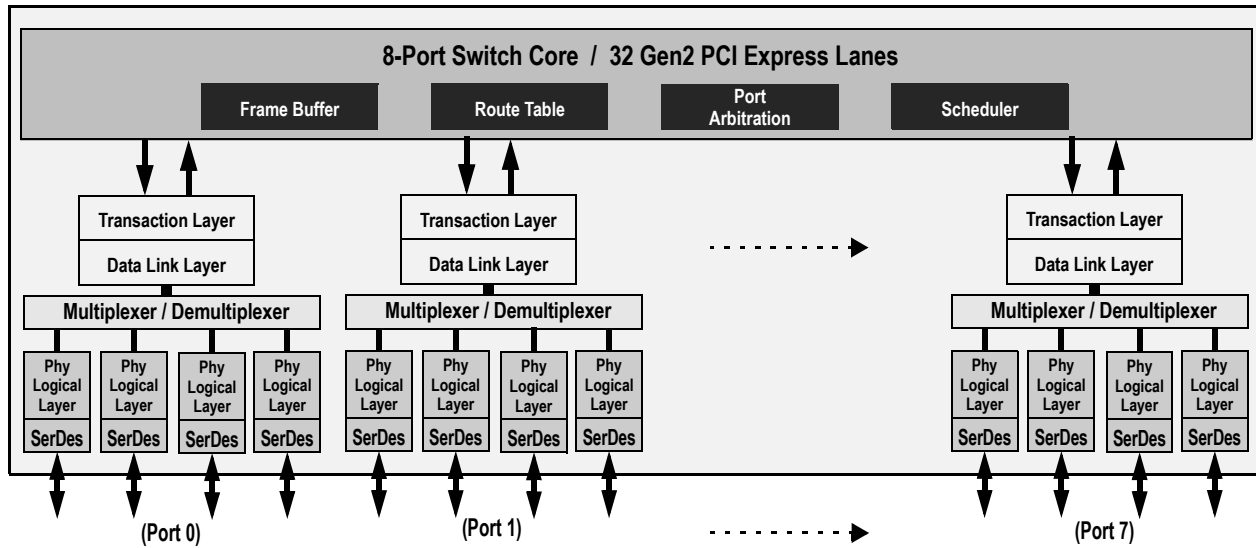 8-Port Switch Core / 32 Gen2 PCI Express Lanes
Frame Buffer
Route Table
Port
Arbitration
Scheduler
Transaction Layer
Data Link Layer
Multiplexer / Demultiplexer
Phy
Logical
Layer
SerDes
Phy
Logical
Layer
SerDes
Phy
Logical
Layer
SerDes
Phy
Logical
Layer
SerDes
(Port 0)
Transaction Layer
Data Link Layer
Multiplexer / Demultiplexer
Phy
Logical
Layer
SerDes
Phy
Logical
Layer
SerDes
Phy
Logical
Layer
SerDes
Phy
Logical
Layer
SerDes
(Port 1)
Transaction Layer
Data Link Layer
Multiplexer / Demultiplexer
Phy
Logical
Layer
SerDes
Phy
Logical
Layer
SerDes
Phy
Logical
Layer
SerDes
Phy
Logical
Layer
SerDes
(Port 7)